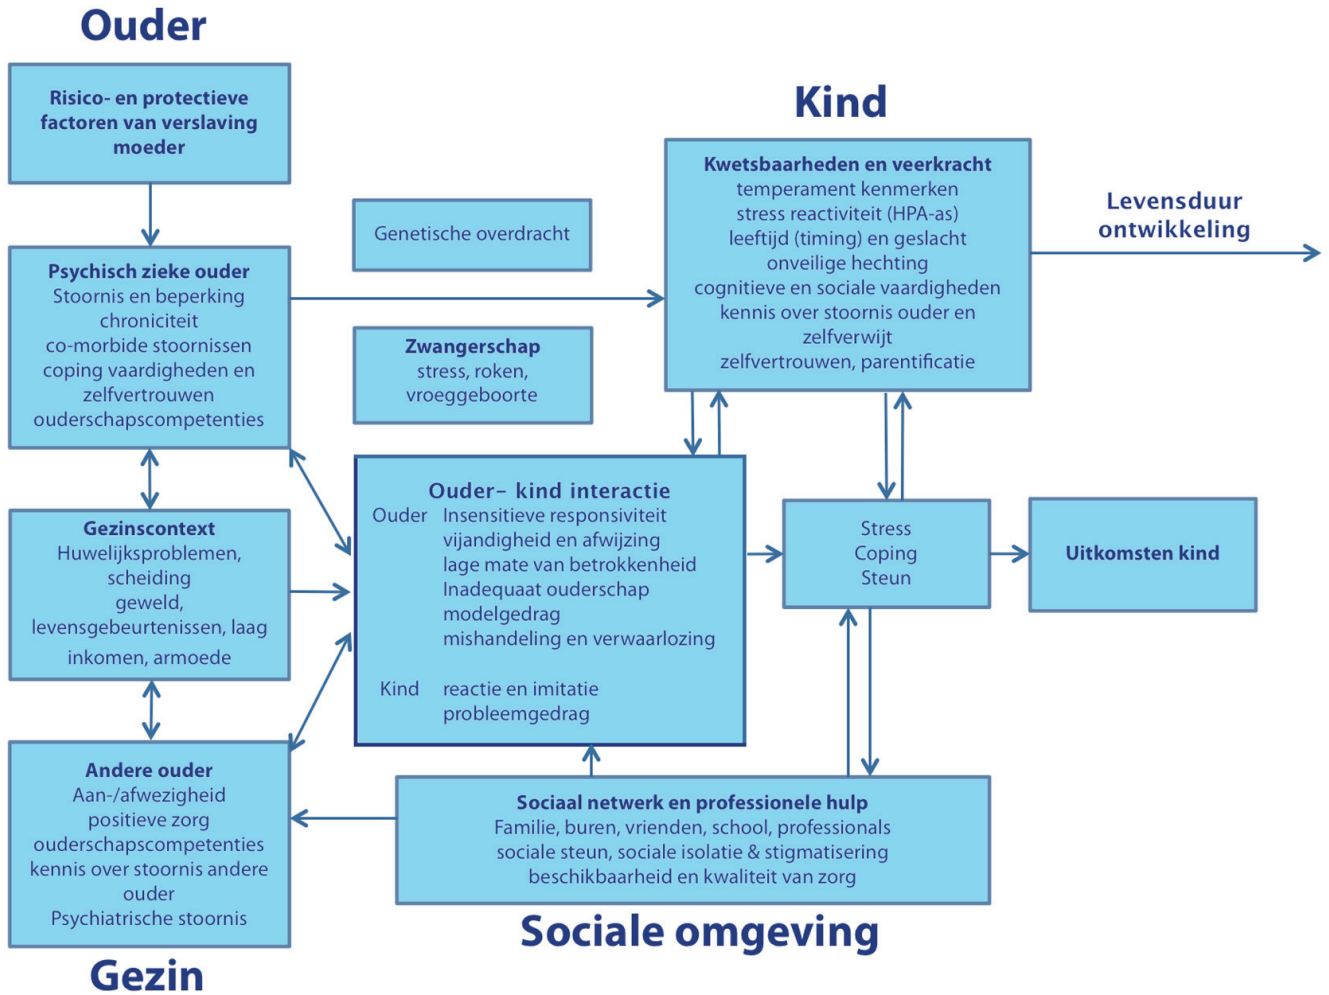 Ouder
Risico- en protectieve
factoren van verslaving
moeder
Psychisch zieke ouder
Stoornis en beperking
chroniciteit
co-morbide stoornissen
coping vaardigheden en
zelfvertrouwen
ouderschapscompetenties
Gezinscontext
Huwelijksproblemen,
scheiding
geweld,
levensgebeurtenissen, laag
inkomen, armoede
Andere ouder
Aan-/afwezigheid
positieve zorg
ouderschapscompetenties
kennis over stoornis andere
ouder
Psychiatrische stoornis
Gezin
Genetische overdracht
Zwangerschap
stress, roken,
vroeggeboorte
Ouder– kind interactie
Ouder Insensitieve responsiviteit
vijandigheid en afwijzing
lage mate van betrokkenheid
Inadequaat ouderschap
modelgedrag
mishandeling en verwaarlozing
Kind reactie en imitatie
probleemgedrag
Kind
Kwetsbaarheden en veerkracht
temperament kenmerken
stress reactiviteit (HPA-as)
leeftijd (timing) en geslacht
onveilige hechting
cognitieve en sociale vaardigheden
kennis over stoornis ouder en
zelfverwijt
zelfvertrouwen, parentificatie
Levensduur
ontwikkeling
Stress
Coping
Steun
Uitkomsten kind
Sociaal netwerk en professionele hulp
Familie, buren, vrienden, school, professionals
sociale steun, sociale isolatie & stigmatisering
beschikbaarheid en kwaliteit van zorg
Sociale omgeving